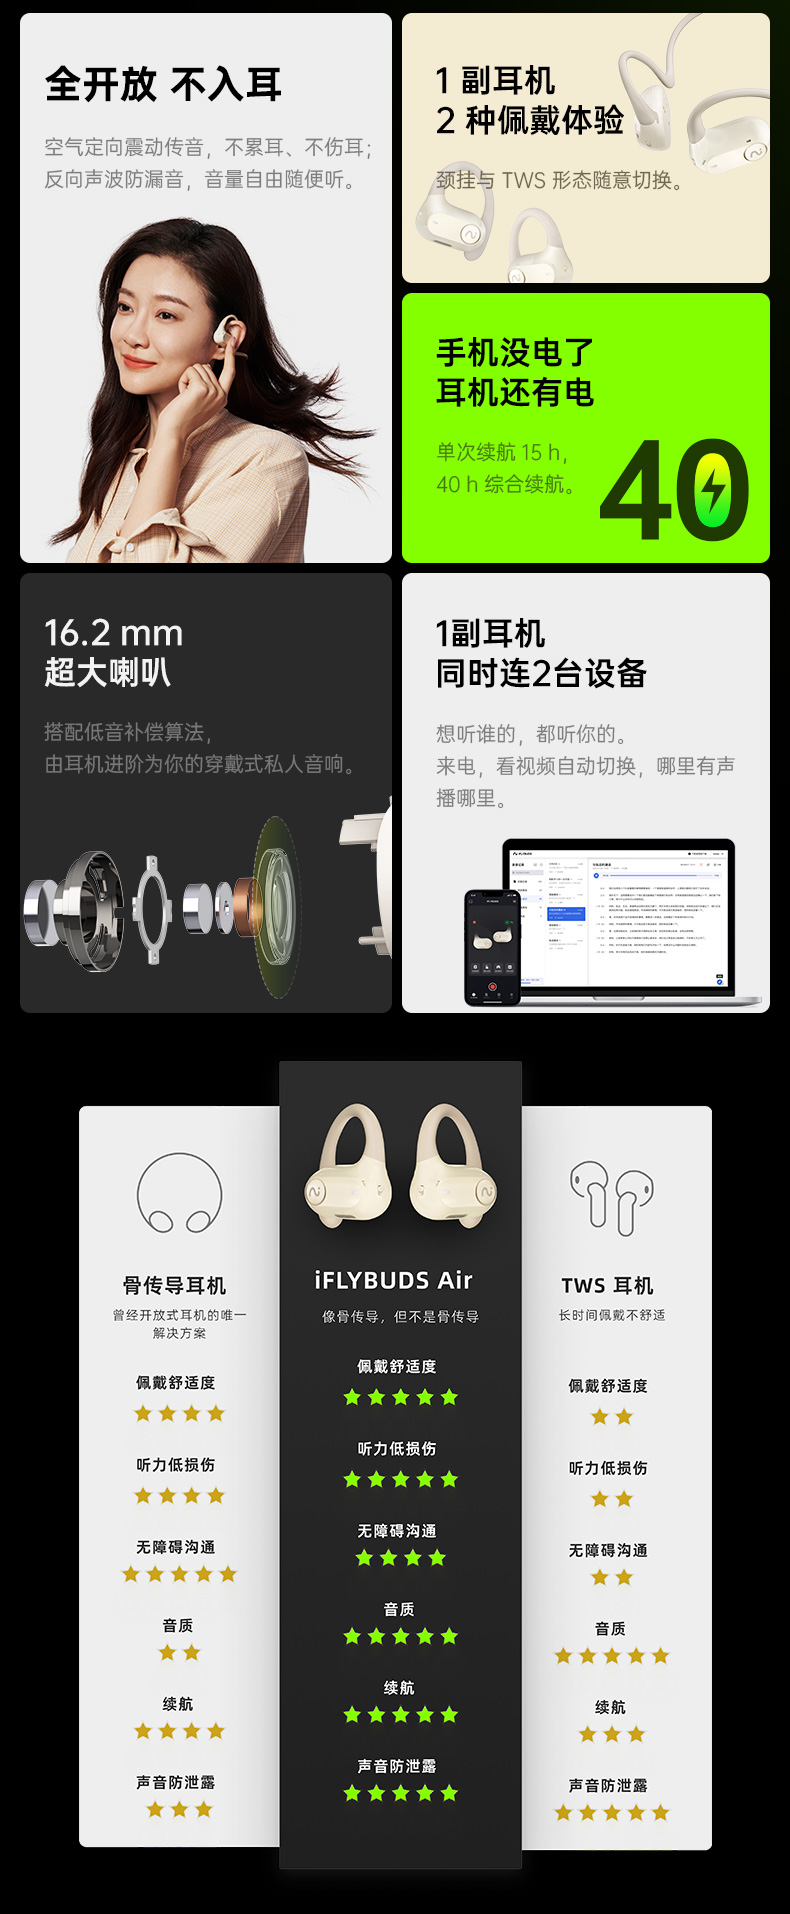 全开放 不入耳
空气定向震动传音，不累耳、不伤耳；
反向声波防漏音，音量自由随便听。
1 副耳机
2 种佩戴体验
颈挂与 TWS 形态随意切换。
手机没电了
耳机还有电
单次续航 15 h，
40 h 综合续航。
40
16.2 mm
超大喇叭
搭配低音补偿算法，
由耳机进阶为你的穿戴式私人音响。
1副耳机
同时连2台设备
想听谁的，都听你的。
来电，看视频自动切换，哪里有声
播哪里。
骨传导耳机
曾经开放式耳机的唯一
解决方案
佩戴舒适度
听力低损伤
无障碍沟通
音质
续航
声音防泄露
iFLYBUDS Air
像骨传导，但不是骨传导
佩戴舒适度
听力低损伤
无障碍沟通
音质
续航
声音防泄露
TWS 耳机
长时间佩戴不舒适
佩戴舒适度
听力低损伤
无障碍沟通
音质
续航
声音防泄露